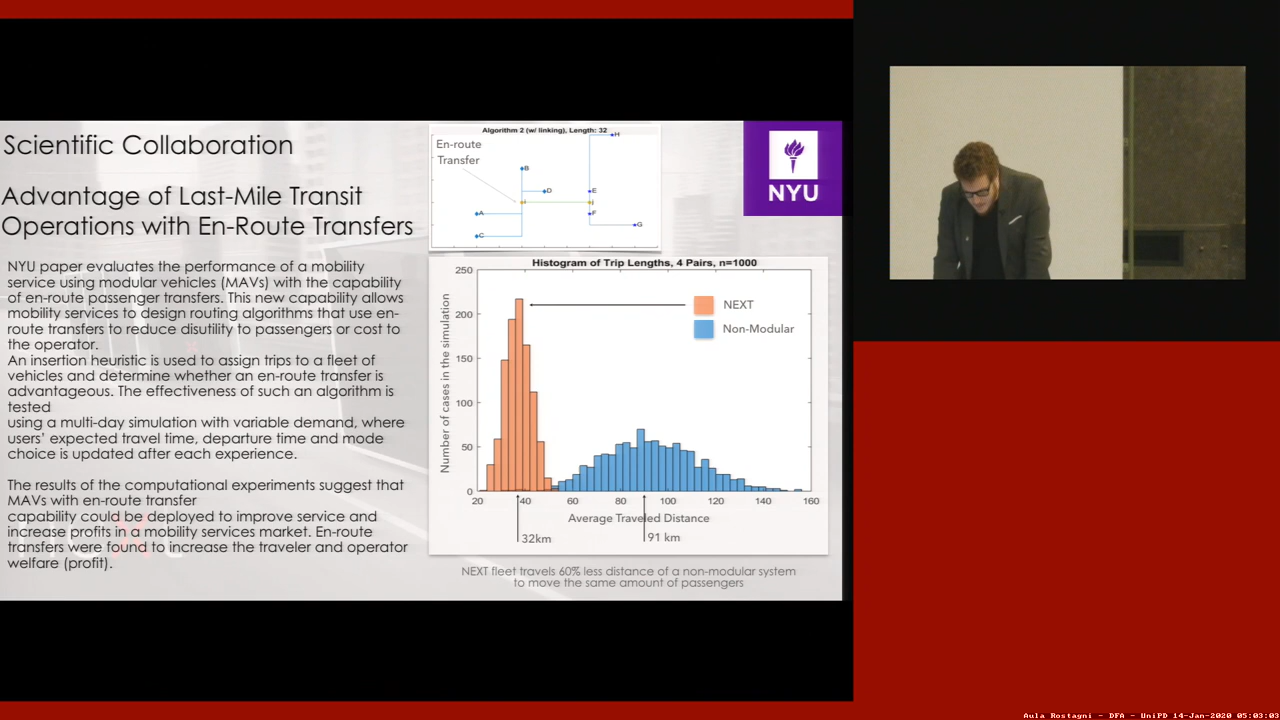 Scientific Collaboration
Advantage of Last-Mile Transit
Operations with En-Route Transfers
NYU paper evaluates the performance of a mobility
service using modular vehicles (MAVs) with the capability
of en-route passenger transfers. This new capability allows
mobility services to design routing algorithms that use en-
route transfers to reduce disutility to passengers or cost to
the operator.
An insertion heuristic is used to assign trips to a fleet of
vehicles and determine whether an en-route transfer is
advantageous. The effectiveness of such an algorithm is
tested
using a multi-day simulation with variable demand, where
users' expected travel time, departure time and mode
choice is updated after each experience.
The results of the computational experiments suggest that
MAVs with en-route transfer
capability could be deployed to improve service and
increase profits in a mobility services market. En-route
transfers were found to increase the traveler and operator
welfare (profit).
Algorithm 2 (w/ linking), Length: 32
En-route
Transfer
H
B
D
E
I
j
A
F
G
C
NYU
Histogram of Trip Lengths, 4 Pairs, n=1000
Number of cases in the simulation
250
200
150
100
50
0
NEXT
Non-Modular
20 40 60 80 100 120 140 160
Average Traveled Distance
32km
91 km
NEXT fleet travels 60% less distance of a non-modular system
to move the same amount of passengers
Aula Rostagni - DFA - UniPD 14-Jan-2020 05:03:03